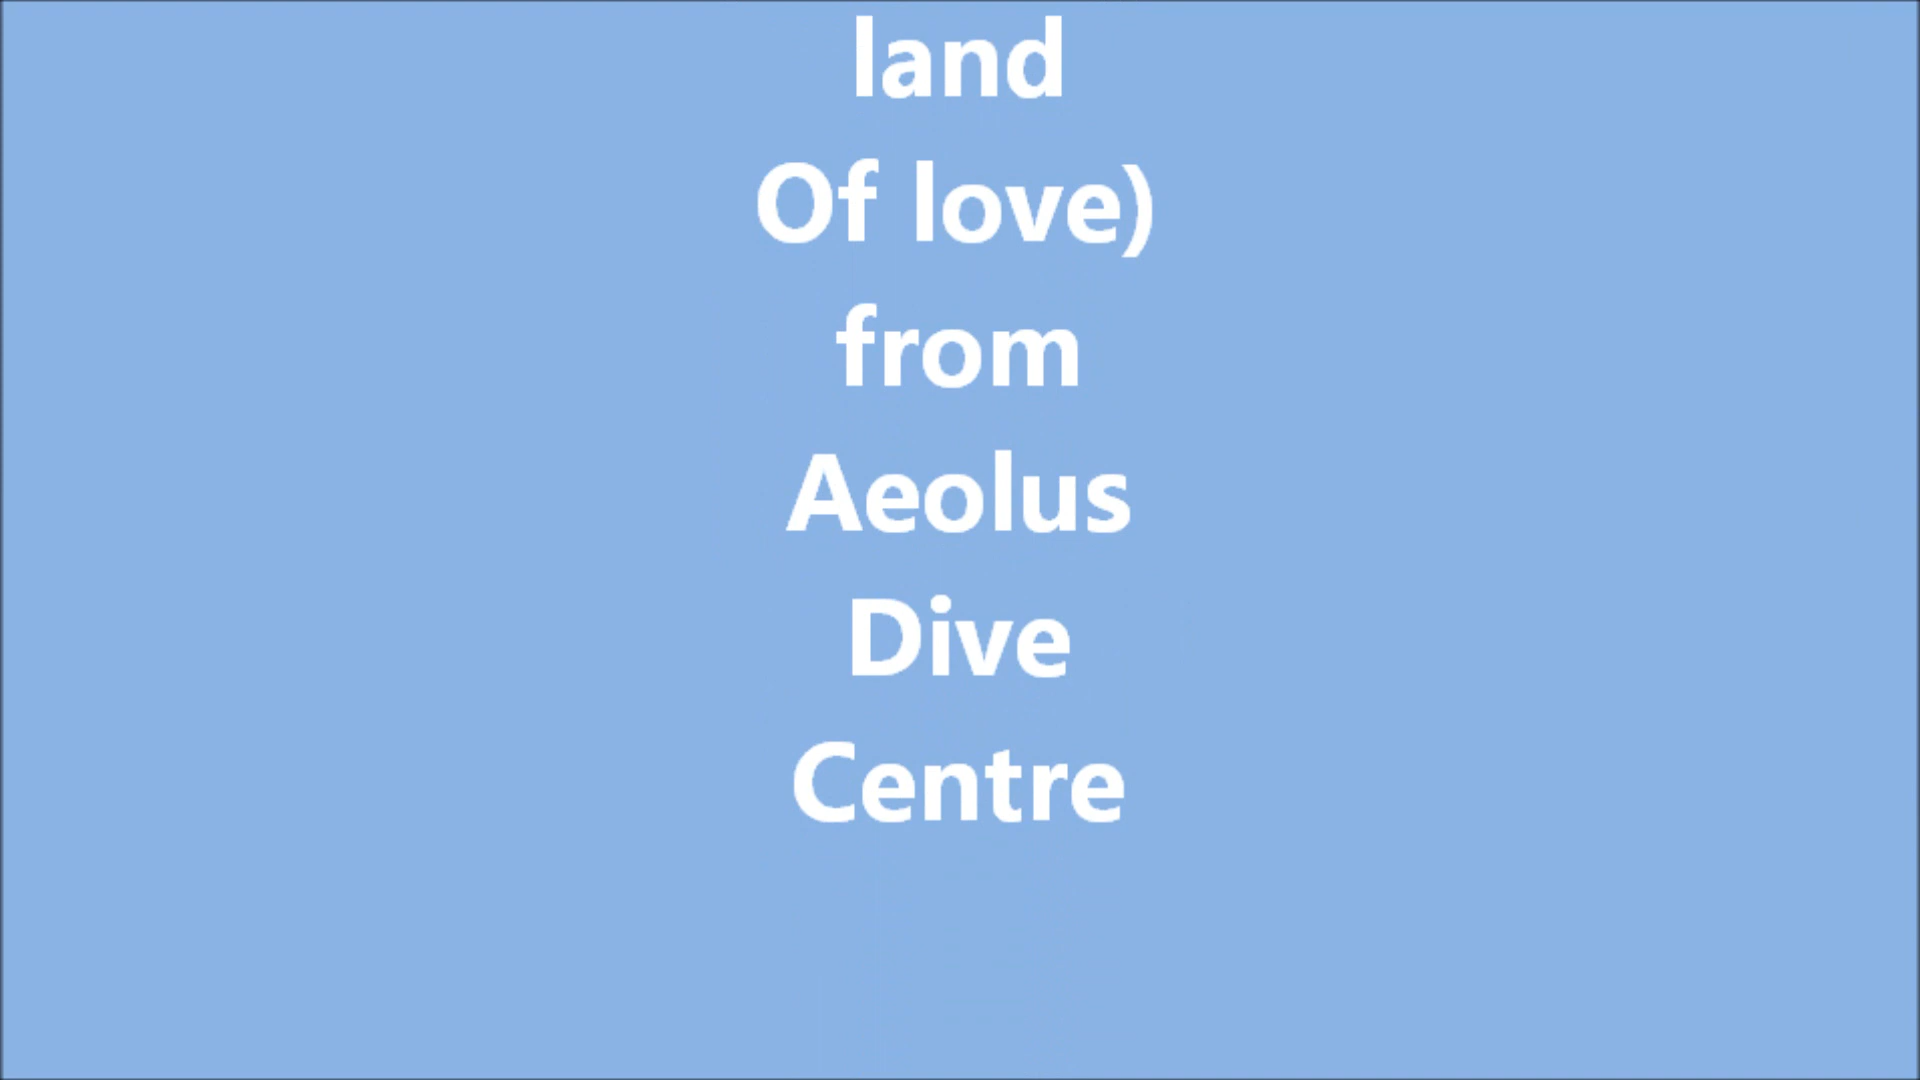 land
Of love)
from
Aeolus
Dive
Centre